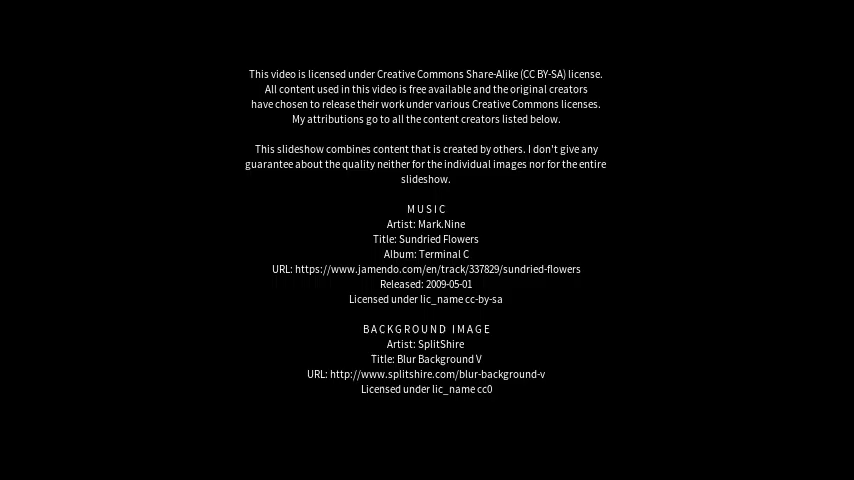 This video is licensed under Creative Commons Share-Alike (CC BY-SA) license.
All content used in this video is free available and the original creators
have chosen to release their work under various Creative Commons licenses.
My attributions go to all the content creators listed below.
This slideshow combines content that is created by others. I don't give any
guarantee about the quality neither for the individual images nor for the entire
slideshow.
MUSIC
Artist: Mark.Nine
Title: Sundried Flowers
Album: Terminal C
URL: https://www.jamendo.com/en/track/337829/sundried-flowers
Released: 2009-05-01
Licensed under lic_name cc-by-sa
BACKGROUND IMAGE
Artist: SplitShire
Title: Blur Background V
URL: http://www.splitshire.com/blur-background-v
Licensed under lic_name cc0